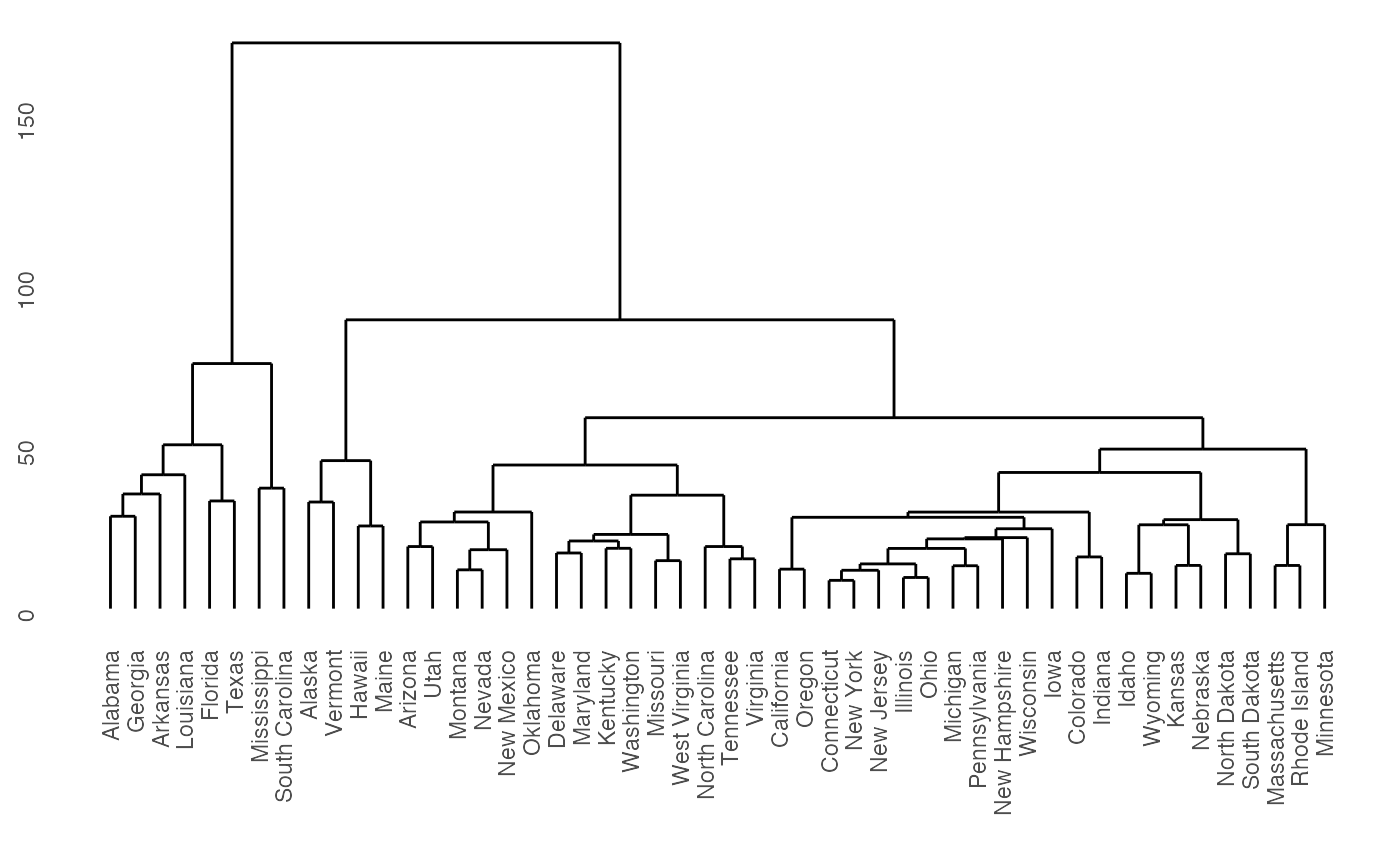 150
100
50
0
Alabama
Georgia
Arkansas
Louisiana
Florida
Texas
Mississippi
South Carolina
Alaska
Vermont
Hawaii
Maine
Arizona
Utah
Montana
Nevada
New Mexico
Oklahoma
Delaware
Maryland
Kentucky
Washington
Missouri
West Virginia
North Carolina
Tennessee
Virginia
California
Oregon
Connecticut
New York
New Jersey
Illinois
Ohio
Michigan
Pennsylvania
New Hampshire
Wisconsin
Iowa
Colorado
Indiana
Idaho
Wyoming
Kansas
Nebraska
North Dakota
South Dakota
Massachusetts
Rhode Island
Minnesota